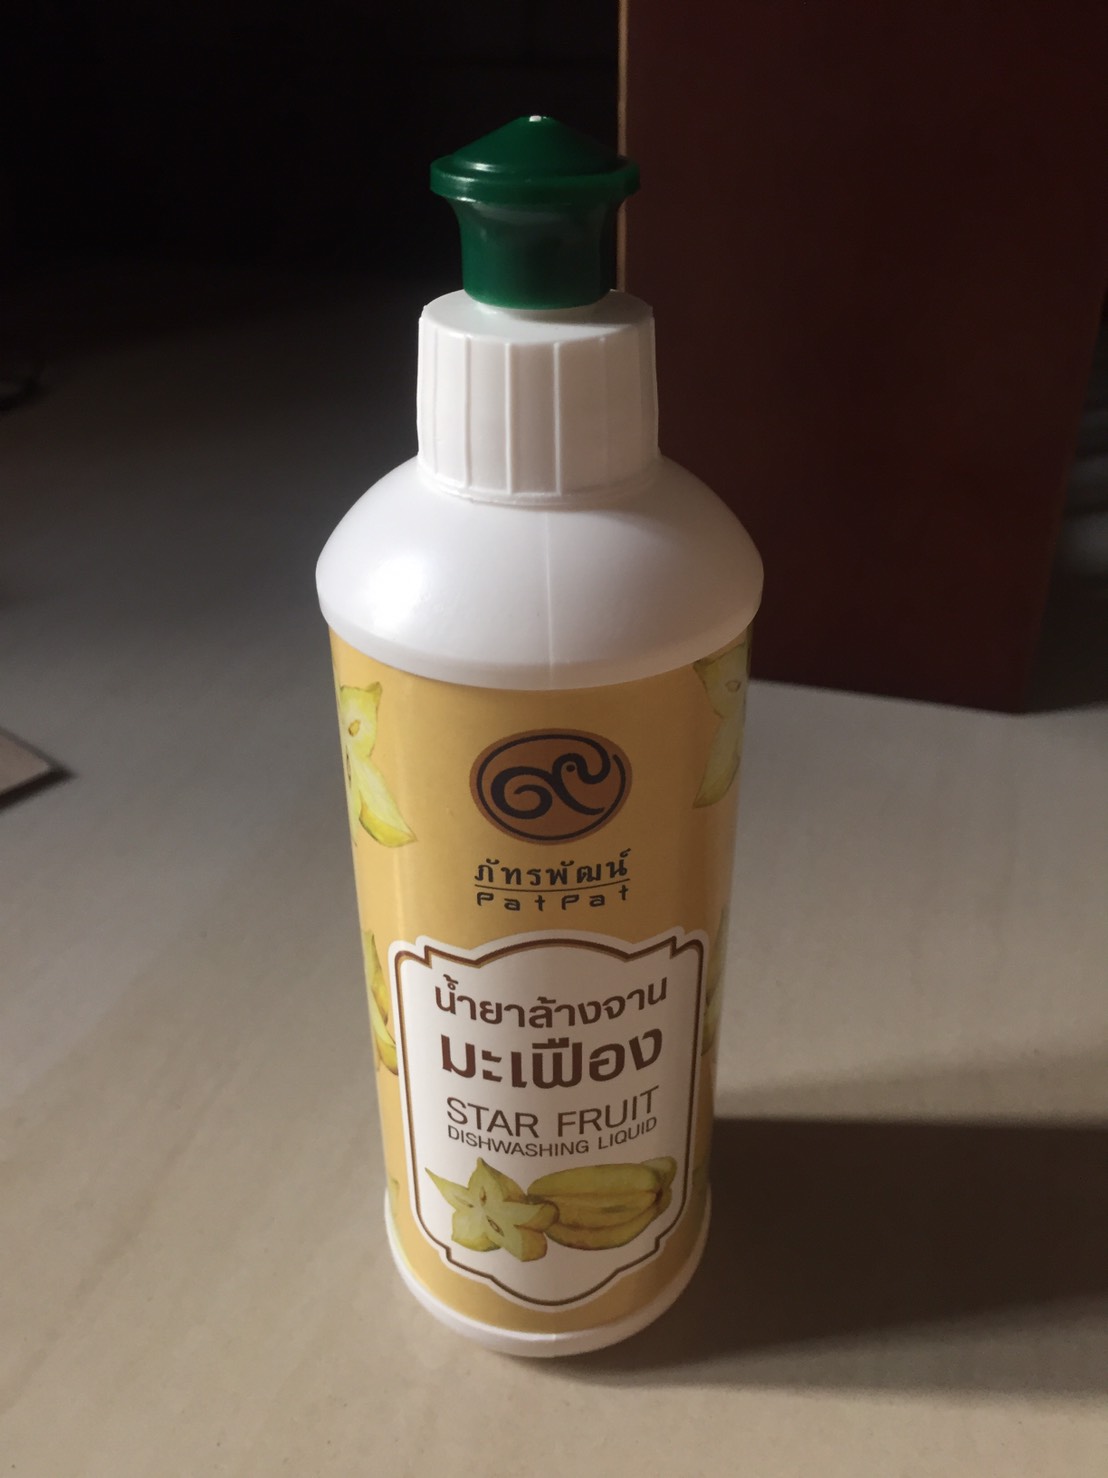 ภัทรพัฒน์
PatPat
น้ำยาล้างจาน
มะเฟือง
STAR FRUIT
DISHWASHING LIQUID